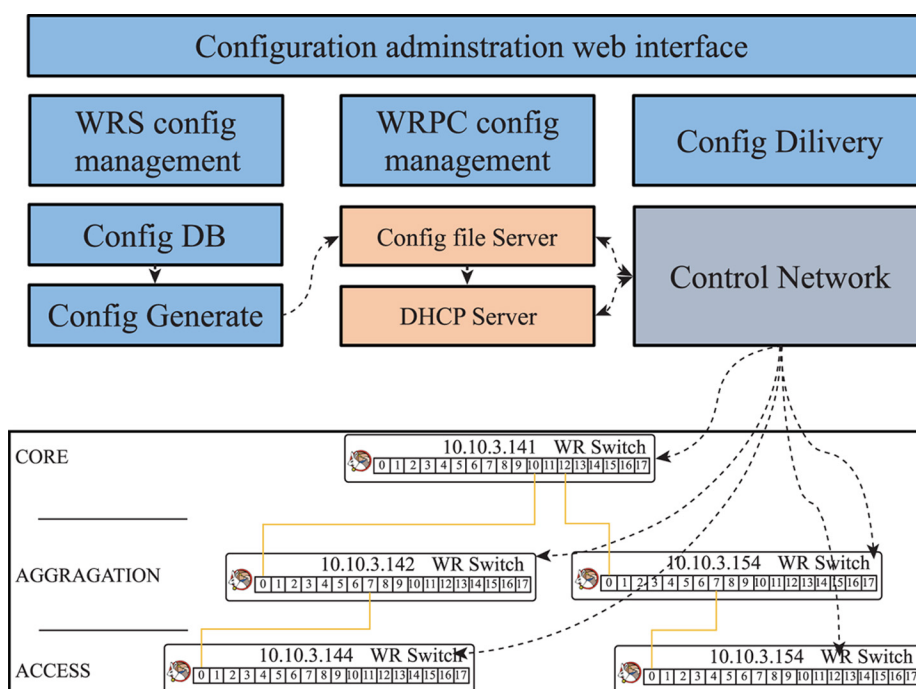 Configuration adminstration web interface
WRS config
management
WRPC config
management
Config Dilivery
Config DB
Config file Server
Control Network
Config Generate
DHCP Server
CORE
10.10.3.141 WR Switch
0 1 2 3 4 5 6 7 8 9 10 11 12 13 14 15 16 17
AGGRAGATION
10.10.3.142 WR Switch
0 1 2 3 4 5 6 7 8 9 10 11 12 13 14 15 16 17
10.10.3.154 WR Switch
0 1 2 3 4 5 6 7 8 9 10 11 12 13 14 15 16 17
ACCESS
10.10.3.144 WR Switch
0 1 2 3 4 5 6 7 8 9 10 11 12 13 14 15 16 17
10.10.3.154 WR Switch
0 1 2 3 4 5 6 7 8 9 10 11 12 13 14 15 16 17